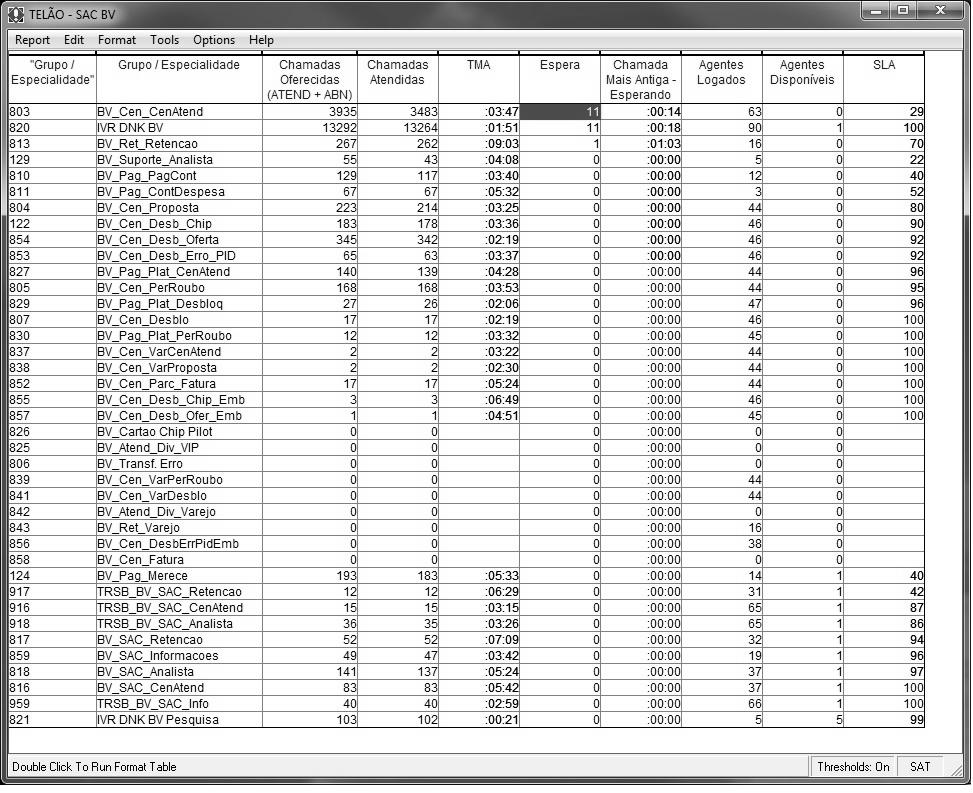 TELÃO - SAC BV
Report Edit Format Tools Options Help
"Grupo / Grupo / Especialidade Chamadas Chamadas TMA Espera Chamada Agentes Agentes SLA
Especialidade" Oferecidas Atendidas Mais Antiga - Logados Disponíveis
(ATEND + ABN) Esperando
803 BV_Cen_CenAtend 3935 3483 :03:47 11 :00:14 63 0 29
820 IVR DNK BV 13292 13264 :01:51 11 :00:18 90 1 100
813 BV_Ret_Retencao 267 262 :09:03 1 :01:03 16 0 70
129 BV_Suporte_Analista 55 43 :04:08 0 :00:00 5 0 22
810 BV_Pag_PagCont 129 117 :03:40 0 :00:00 12 0 40
811 BV_Pag_ContDespesa 67 67 :05:32 0 :00:00 3 0 52
804 BV_Cen_Proposta 223 214 :03:25 0 :00:00 44 0 80
122 BV_Cen_Desb_Chip 183 178 :03:36 0 :00:00 46 0 90
854 BV_Cen_Desb_Oferta 345 342 :02:19 0 :00:00 46 0 92
853 BV_Cen_Desb_Erro_PID 65 63 :03:37 0 :00:00 46 0 92
827 BV_Pag_Plat_CenAtend 140 139 :04:28 0 :00:00 44 0 96
805 BV_Cen_PerRoubo 168 168 :03:53 0 :00:00 44 0 95
829 BV_Pag_Plat_Desbloq 27 26 :02:06 0 :00:00 47 0 96
807 BV_Cen_Desblo 17 17 :02:19 0 :00:00 46 0 100
830 BV_Pag_Plat_PerRoubo 12 12 :03:32 0 :00:00 45 0 100
837 BV_Cen_VarCenAtend 2 2 :03:22 0 :00:00 44 0 100
838 BV_Cen_VarProposta 2 2 :02:30 0 :00:00 44 0 100
852 BV_Cen_Parc_Fatura 17 17 :05:24 0 :00:00 44 0 100
855 BV_Cen_Desb_Chip_Emb 3 3 :06:49 0 :00:00 46 0 100
857 BV_Cen_Desb_Ofer_Emb 1 1 :04:51 0 :00:00 45 0 100
826 BV_Cartao Chip Pilot 0 0 0 :00:00 0 0
825 BV_Atend_Div_VIP 0 0 0 :00:00 0 0
806 BV_Transf. Erro 0 0 0 :00:00 0 0
839 BV_Cen_VarPerRoubo 0 0 0 :00:00 44 0
841 BV_Cen_VarDesblo 0 0 0 :00:00 44 0
842 BV_Atend_Div_Varejo 0 0 0 :00:00 0 0
843 BV_Ret_Varejo 0 0 0 :00:00 16 0
856 BV_Cen_DesbErrPidEmb 0 0 0 :00:00 38 0
858 BV_Cen_Fatura 0 0 0 :00:00 0 0
124 BV_Pag_Merece 193 183 :05:33 0 :00:00 14 1 40
917 TRSB_BV_SAC_Retencao 12 12 :06:29 0 :00:00 31 1 42
916 TRSB_BV_SAC_CenAtend 15 15 :03:15 0 :00:00 65 1 87
918 TRSB_BV_SAC_Analista 36 35 :03:26 0 :00:00 65 1 86
817 BV_SAC_Retencao 52 52 :07:09 0 :00:00 32 1 94
859 BV_SAC_Informacoes 49 47 :03:42 0 :00:00 19 1 96
818 BV_SAC_Analista 141 137 :05:24 0 :00:00 37 1 97
816 BV_SAC_CenAtend 83 83 :05:42 0 :00:00 37 1 100
959 TRSB_BV_SAC_Info 40 40 :02:59 0 :00:00 66 1 100
821 IVR DNK BV Pesquisa 103 102 :00:21 0 :00:00 5 5 99
Double Click To Run Format Table Thresholds: On SAT